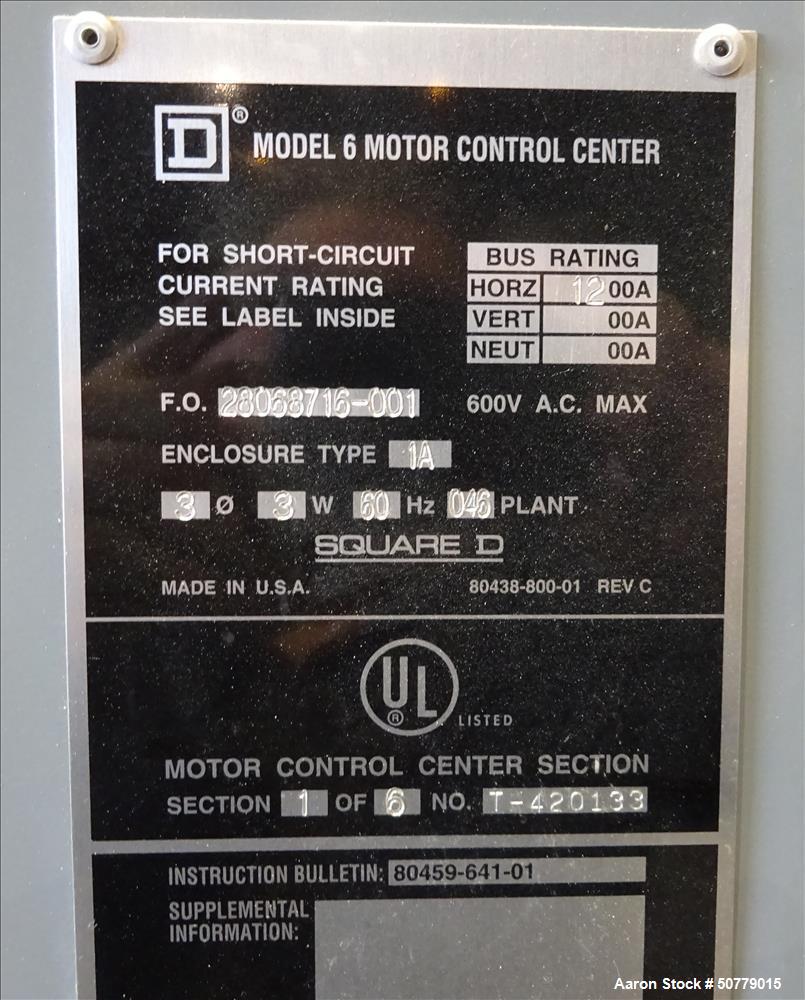 D ® MODEL 6 MOTOR CONTROL CENTER
FOR SHORT-CIRCUIT
CURRENT RATING
SEE LABEL INSIDE
BUS RATING
HORZ 1200A
VERT 00A
NEUT 00A
F.O. 28068716-001 600V A.C. MAX
ENCLOSURE TYPE 1A
3 Ø 3 W 60 Hz 046 PLANT
SQUARE D
MADE IN U.S.A. 80438-800-01 REV C
UL ® LISTED
MOTOR CONTROL CENTER SECTION
SECTION 1 OF 6 NO. T-420133
INSTRUCTION BULLETIN: 80459-641-01
SUPPLEMENTAL
INFORMATION:
Aaron Stock # 50779015